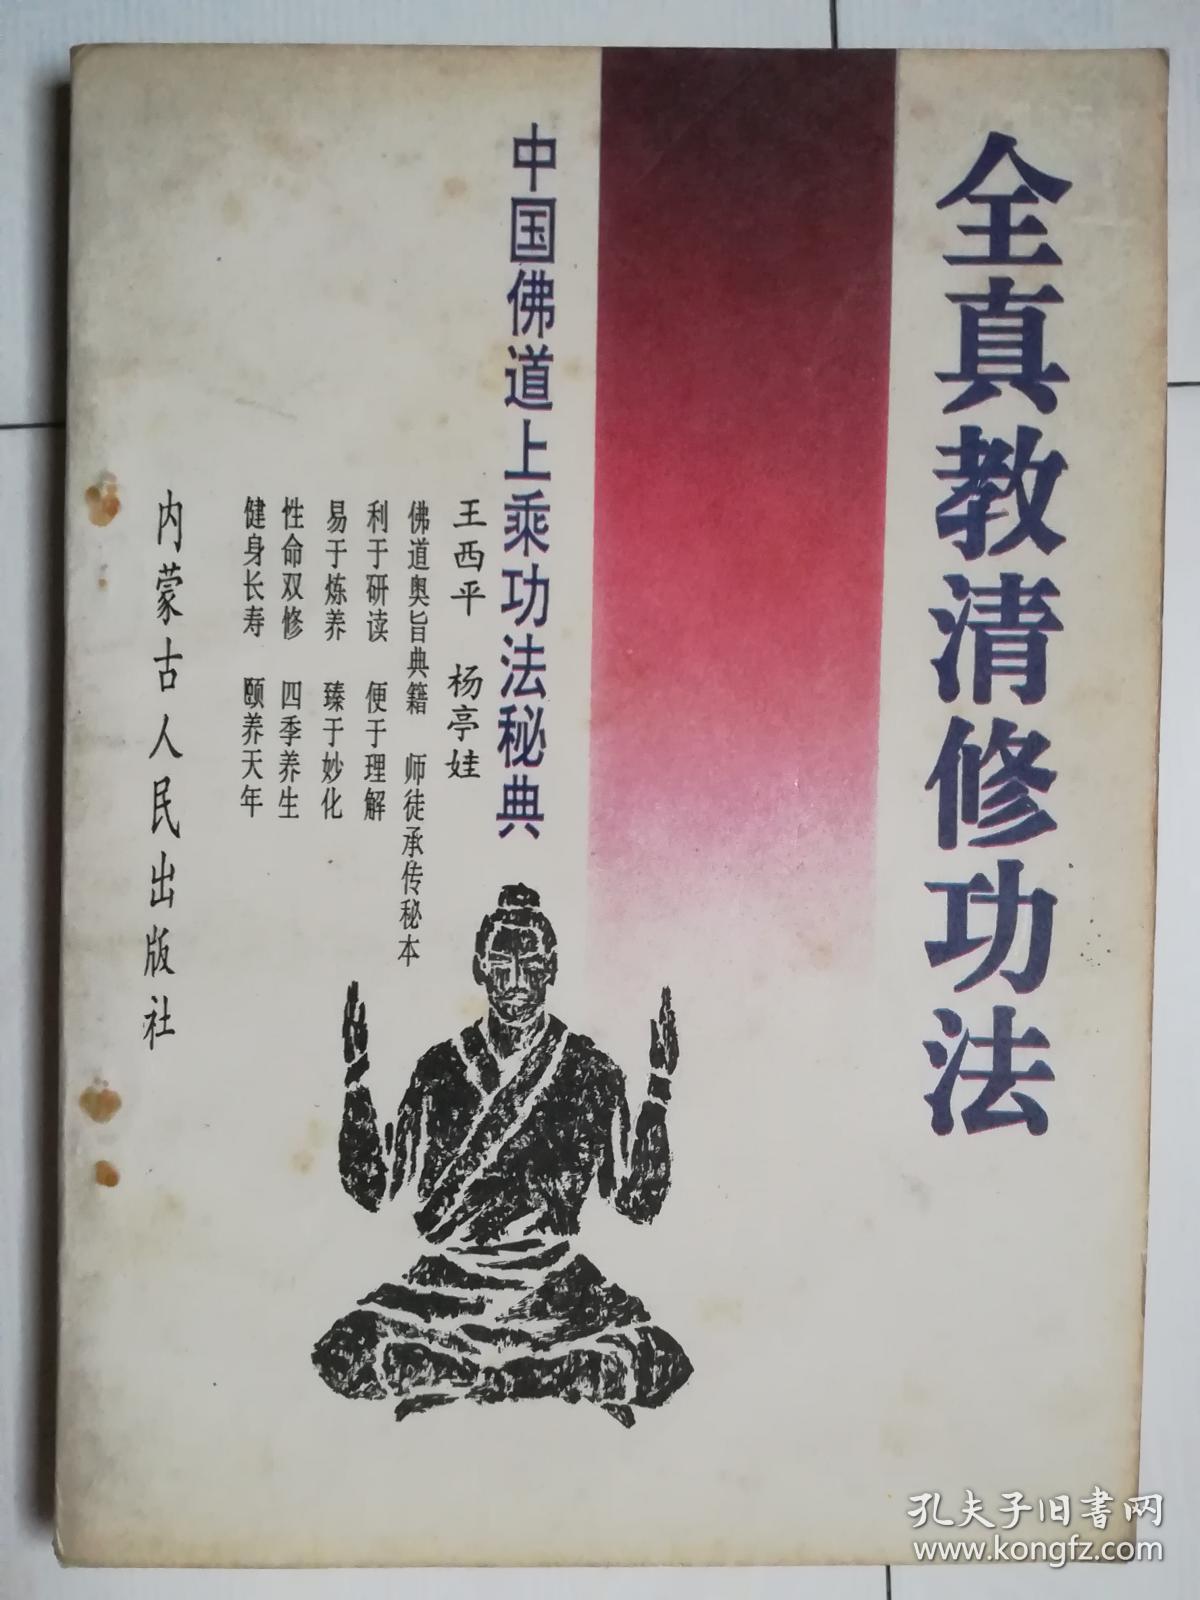 全真教清修功法
中国佛道上乘功法秘典
王西平 杨亭娃
佛道奥旨典籍 师徒承传秘本
利于研读 便于理解
易于炼养 臻于妙化
性命双修 四季养生
健身长寿 颐养天年
内蒙古人民出版社
孔夫子旧书网
www.kongfz.com